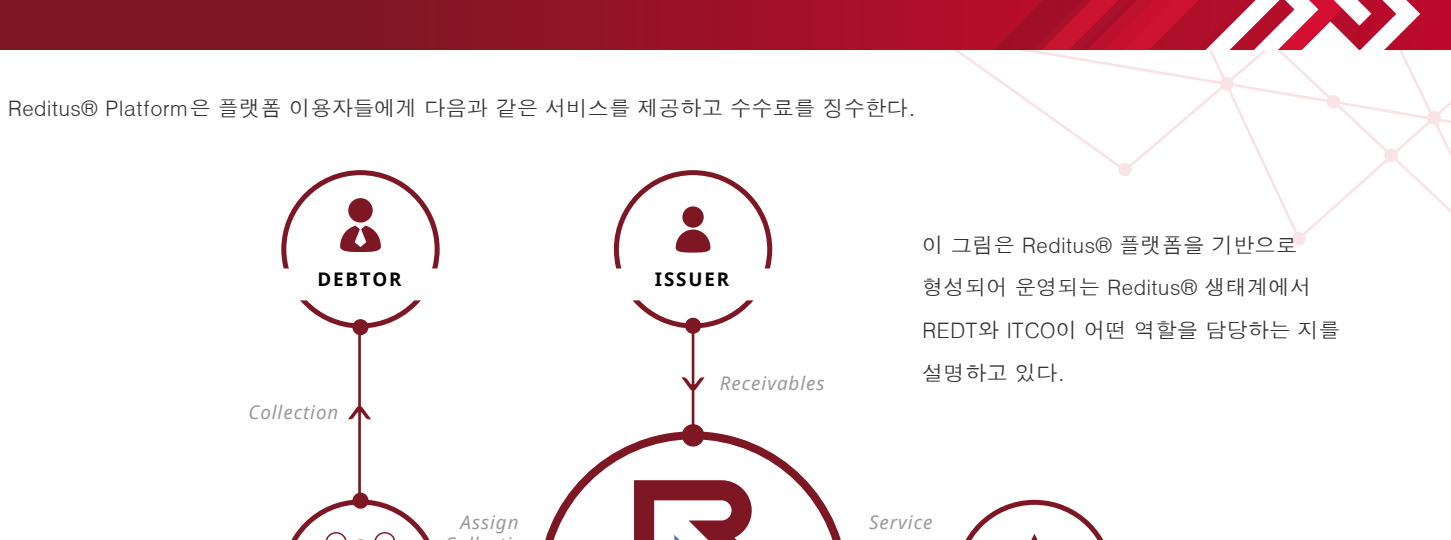 Reditus® Platform은 플랫폼 이용자들에게 다음과 같은 서비스를 제공하고 수수료를 징수한다.
DEBTOR
ISSUER
이 그림은 Reditus® 플랫폼을 기반으로
형성되어 운영되는 Reditus® 생태계에서
REDT와 ITCO이 어떤 역할을 담당하는 지를
설명하고 있다.
Receivables
Collection
Assign
Service